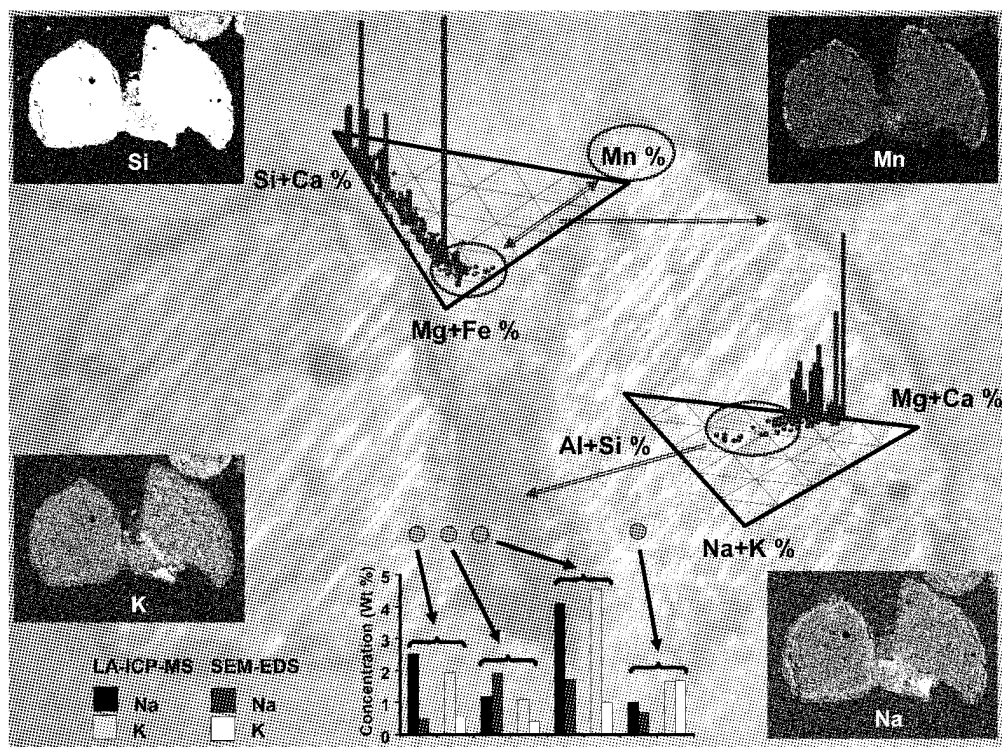 Si
Mn
Si+Ca %
Mn %
Mg+Fe %
Mg+Ca %
Al+Si %
Na+K %
K
Na
LA-ICP-MS SEM-EDS
Na Na
K K
Concentration (Wt %)
5
4
3
2
1
0